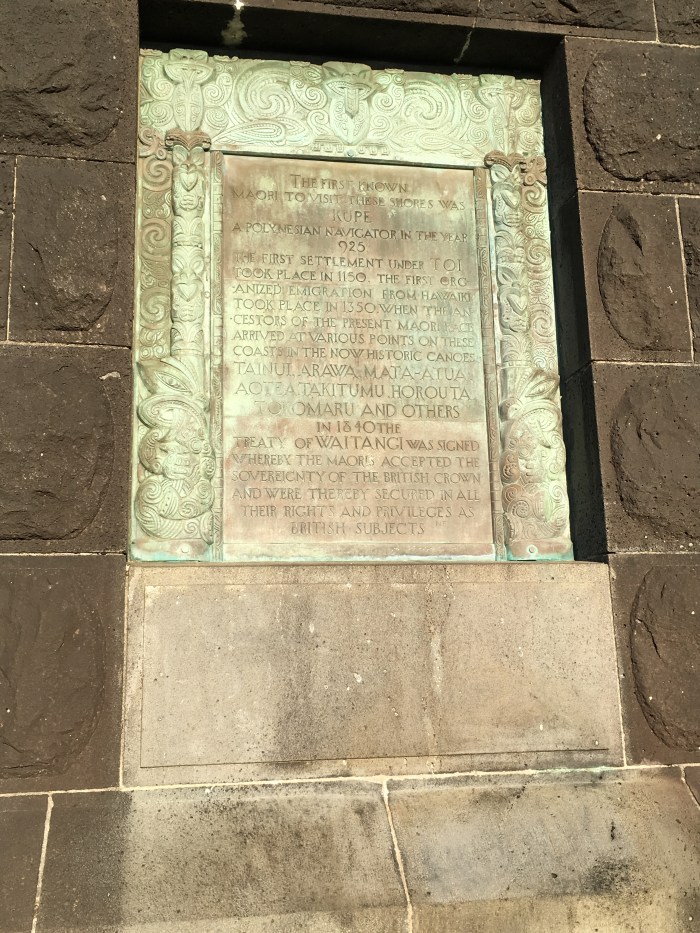 THE FIRST KNOWN
MAORI TO VISIT THESE SHORES WAS
KUPE
A POLYNESIAN NAVIGATOR IN THE YEAR
925.
THE FIRST SETTLEMENT UNDER TOI
TOOK PLACE IN 1150. THE FIRST ORG-
ANIZED EMIGRATION FROM HAWAIKI
TOOK PLACE IN 1350. WHEN THE AN-
CESTORS OF THE PRESENT MAORI RACE
ARRIVED AT VARIOUS POINTS ON THESE
COASTS IN THE NOW HISTORIC CANOES
TAINUI. ARAWA. MATA-ATUA
AOTEA. TAKITUMU. HOROUTA
TOKOMARU AND OTHERS
IN 1840 THE
TREATY OF WAITANGI WAS SIGNED
WHEREBY THE MAORIS ACCEPTED THE
SOVEREIGNTY OF THE BRITISH CROWN
AND WERE THEREBY SECURED IN ALL
THEIR RIGHTS AND PRIVILEGES AS
BRITISH SUBJECTS